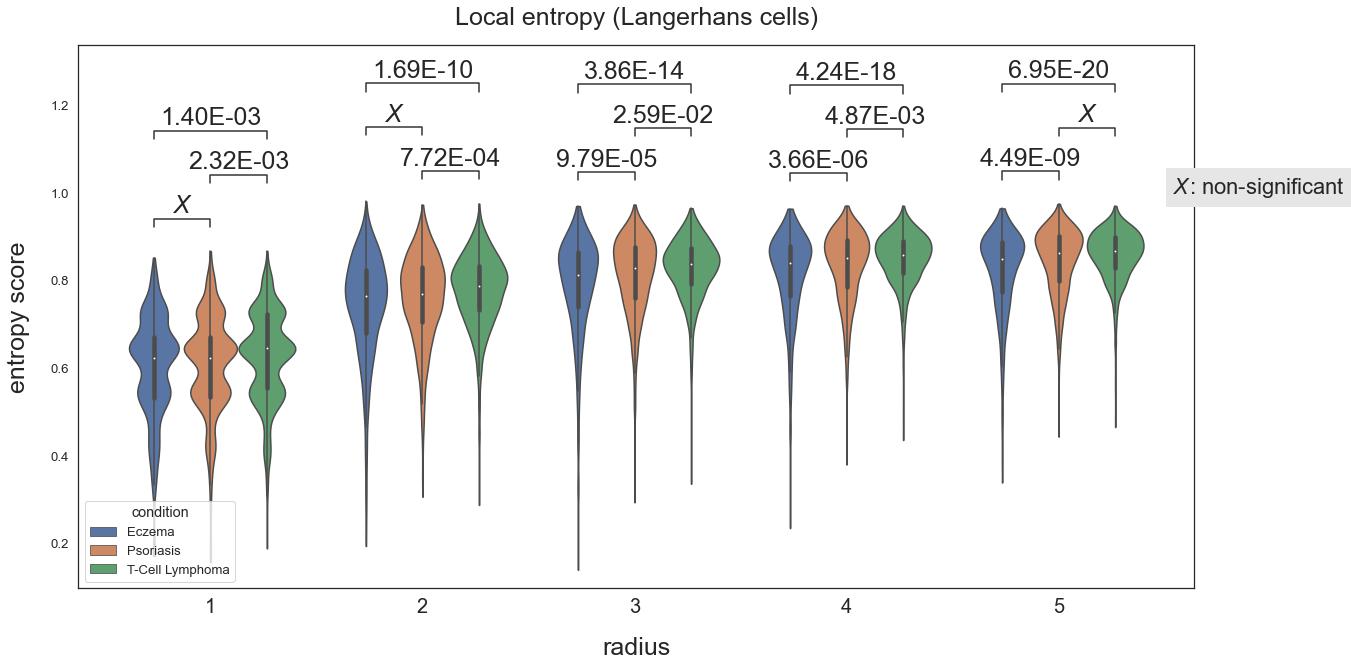 Local entropy (Langerhans cells)
1.69E-10
3.86E-14
4.24E-18
6.95E-20
1.40E-03
X
2.59E-02
4.87E-03
X
2.32E-03
7.72E-04
9.79E-05
3.66E-06
4.49E-09
X
X: non-significant
entropy score
1.2
1.0
0.8
0.6
0.4
0.2
condition
Eczema
Psoriasis
T-Cell Lymphoma
1 2 3 4 5
radius